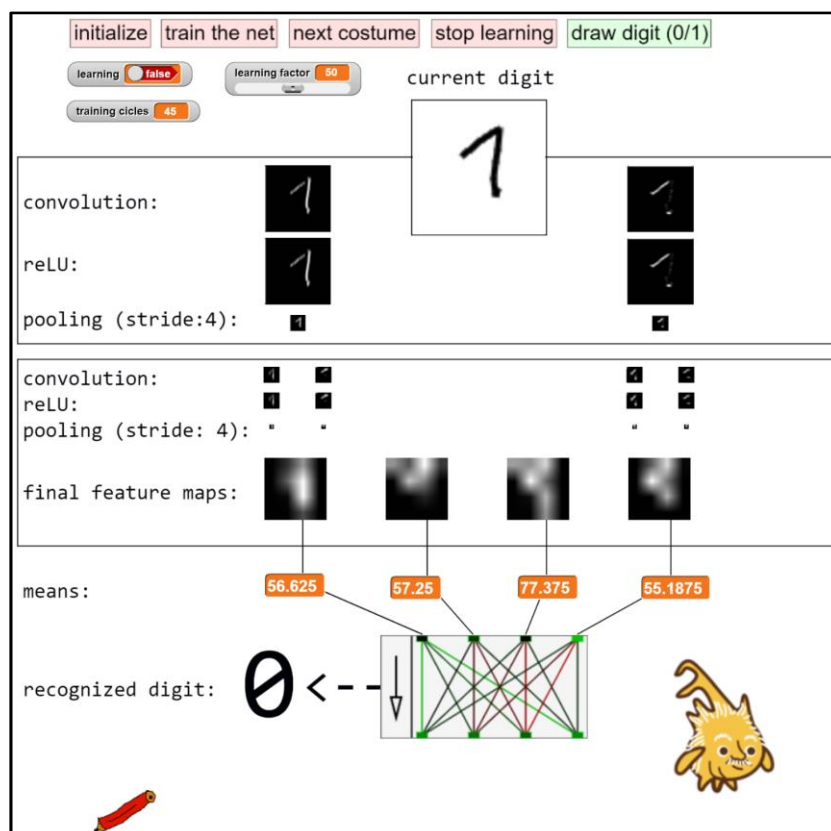 initialize train the net next costume stop learning draw digit (0/1)
learning false learning factor 50
training cicles 45
current digit
1
convolution:
reLU:
pooling (stride:4):
convolution:
reLU:
pooling (stride: 4):
final feature maps:
means: 56.625 57.25 77.375 55.1875
recognized digit: 0 <--